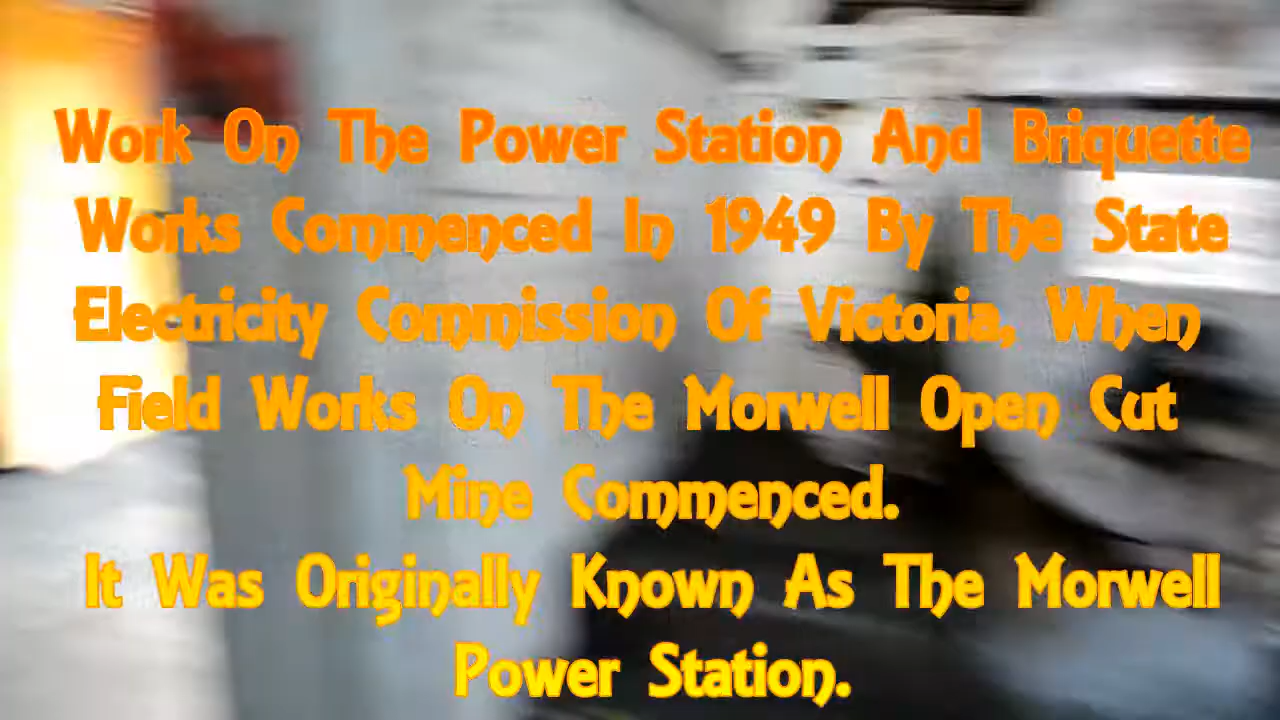 Work On The Power Station And Briquette
Works Commenced In 1949 By The State
Electricity Commission Of Victoria, When
Field Works On The Morwell Open Cut
Mine Commenced.
It Was Originally Known As The Morwell
Power Station.